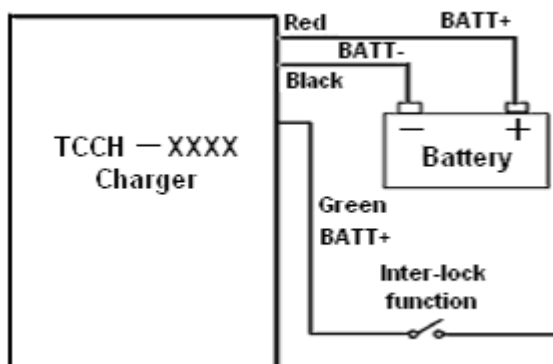 Red
BATT+
BATT-
Black
TCCH — XXXX
Charger
Battery
Green
BATT+
Inter-lock
function